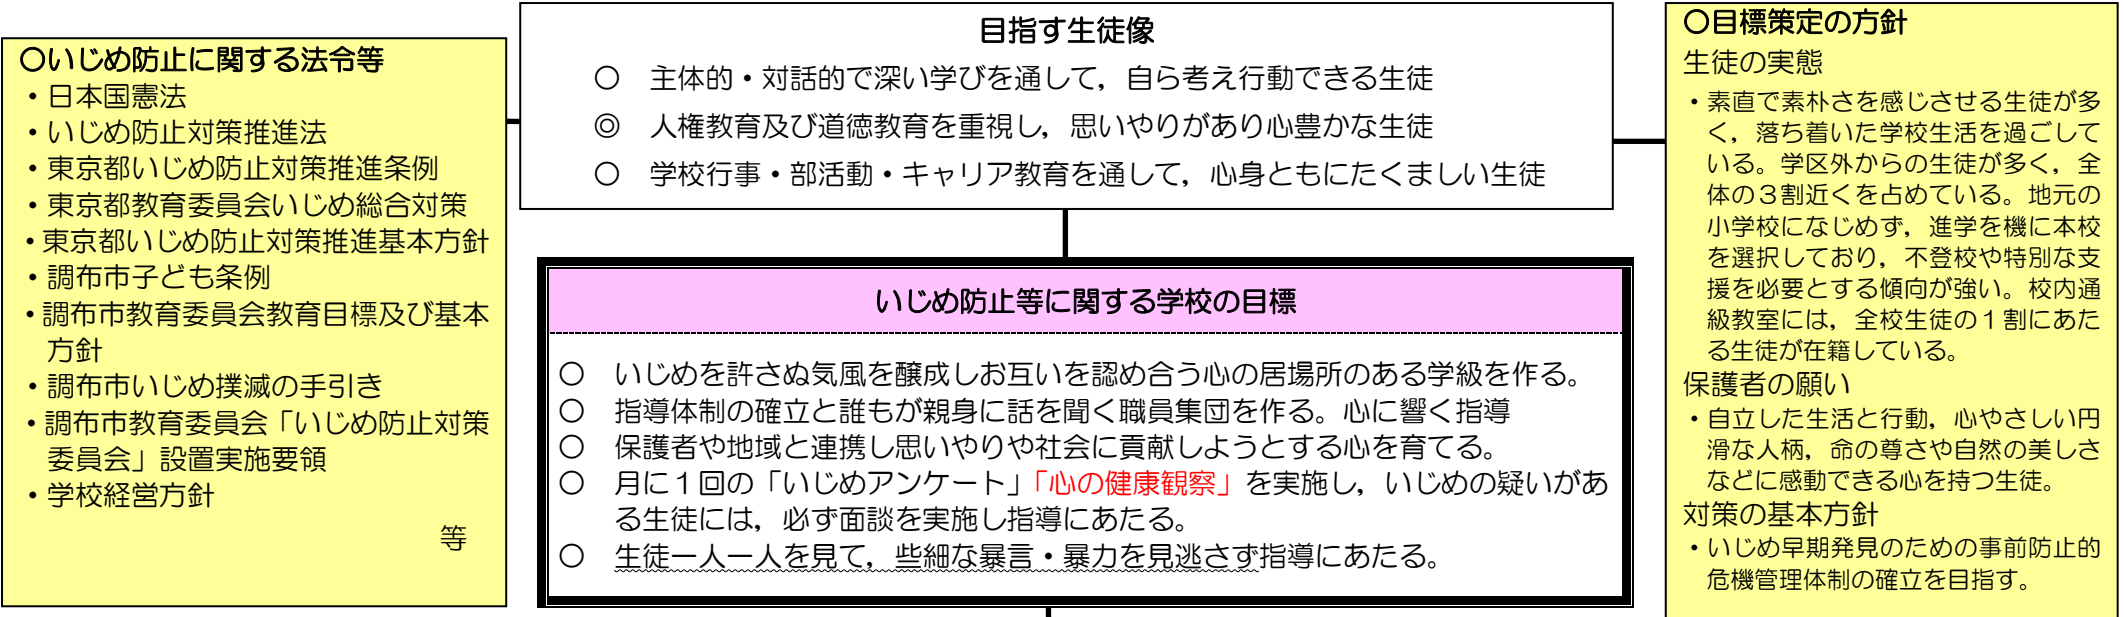 〇いじめ防止に関する法令等
・日本国憲法
・いじめ防止対策推進法
・東京都いじめ防止対策推進条例
・東京都教育委員会いじめ総合対策
・東京都いじめ防止対策推進基本方針
・調布市子ども条例
・調布市教育委員会教育目標及び基本
方針
・調布市いじめ撲滅の手引き
・調布市教育委員会「いじめ防止対策
委員会」設置実施要領
・学校経営方針
等
目指す生徒像
〇 主体的・対話的で深い学びを通して，自ら考え行動できる生徒
◎ 人権教育及び道徳教育を重視し，思いやりがあり心豊かな生徒
〇 学校行事・部活動・キャリア教育を通して，心身ともにたくましい生徒
いじめ防止等に関する学校の目標
〇 いじめを許さぬ気風を醸成しお互いを認め合う心の居場所のある学級を作る。
〇 指導体制の確立と誰もが親身に話を聞く職員集団を作る。心に響く指導
〇 保護者や地域と連携し思いやりや社会に貢献しようとする心を育てる。
〇 月に１回の「いじめアンケート」「心の健康観察」を実施し，いじめの疑いがあ
る生徒には，必ず面談を実施し指導にあたる。
〇 生徒一人一人を見て，些細な暴言・暴力を見逃さず指導にあたる。
〇目標策定の方針
生徒の実態
・素直で素朴さを感じさせる生徒が多
く，落ち着いた学校生活を過ごして
いる。学区外からの生徒が多く，全
体の３割近くを占めている。地元の
小学校になじめず，進学を機に本校
を選択しており，不登校や特別な支
援を必要とする傾向が強い。校内通
級教室には，全校生徒の１割にあた
る生徒が在籍している。
保護者の願い
・自立した生活と行動，心やさしい円
滑な人柄，命の尊さや自然の美しさ
などに感動できる心を持つ生徒。
対策の基本方針
・いじめ早期発見のための事前防止的
危機管理体制の確立を目指す。